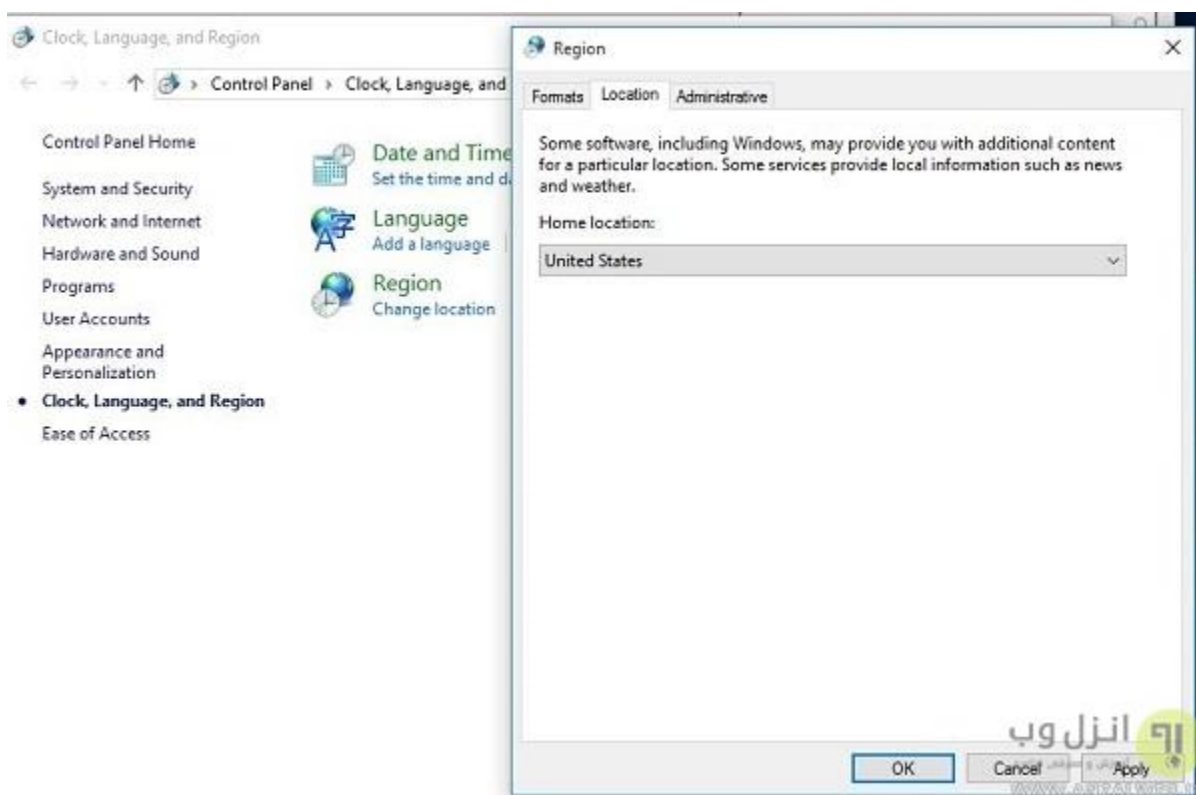 Clock, Language, and Region
Control Panel › Clock, Language, and
Control Panel Home
System and Security
Network and Internet
Hardware and Sound
Programs
User Accounts
Appearance and
Personalization
Clock, Language, and Region
Ease of Access
Date and Time
Set the time and
Language
Add a language
Region
Change location
Region
Formats Location Administrative
Some software, including Windows, may provide you with additional content
for a particular location. Some services provide local information such as news
and weather.
Home location:
United States
OK Cancel Apply
انزل وب